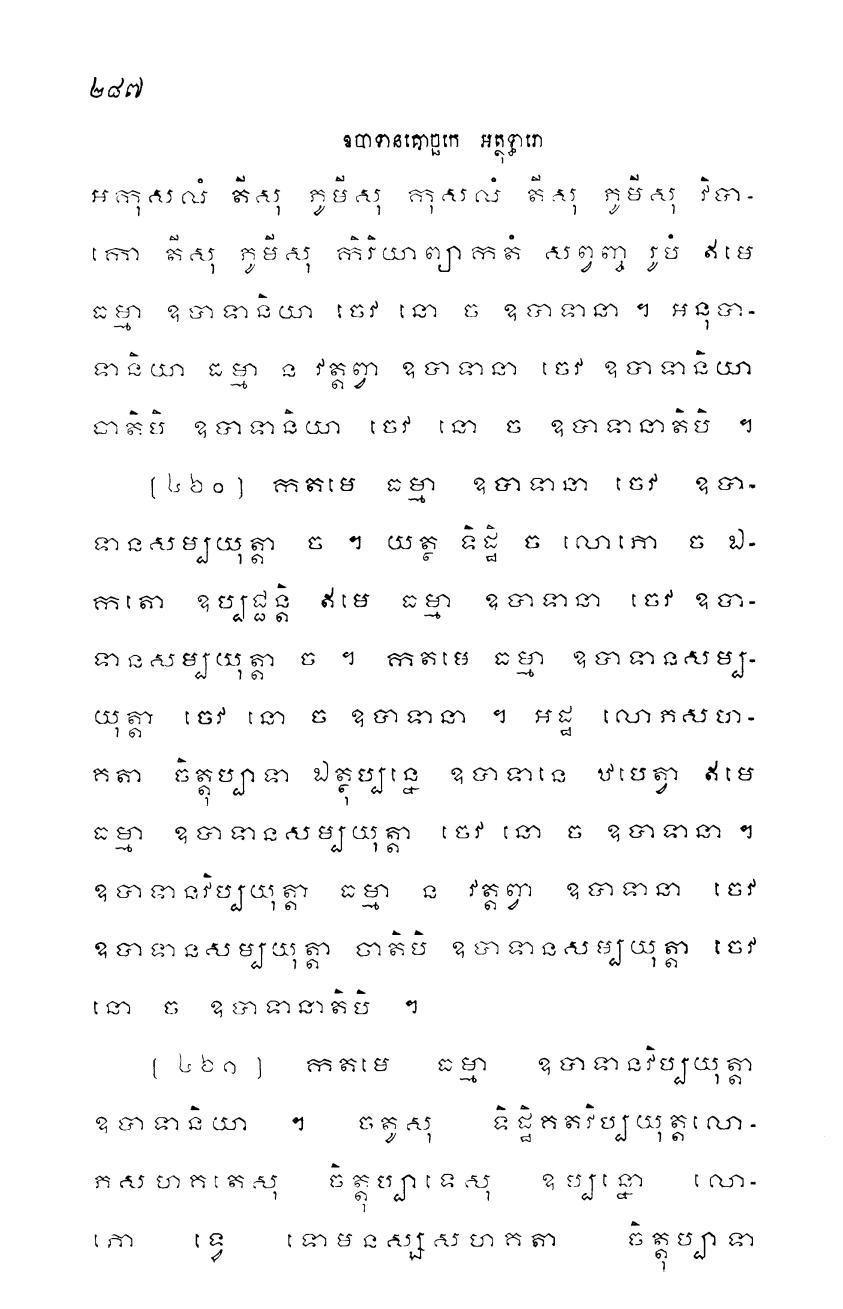 ២៨៧
ឧបាទានគោច្ឆកេ អត្ថុទ្ធារោ
អកុសលំ តីសុ ភូមីសុ កុសលំ តីសុ ភូមីសុ វិបា-
កោ តីសុ ភូមីសុ កិរិយាព្យាកតំ សព្វញ្ច រូបំ ឥមេ
ធម្មា ឧបាទានិយា ចេវ នោ ច ឧបាទានា ។ អនុបា-
ទានិយា ធម្មា ន វត្តព្វា ឧបាទានា ចេវ ឧបាទានិយា
ចាតិបិ ឧបាទានិយា ចេវ នោ ច ឧបាទានាតិបិ ។
(៤៦០) កតមេ ធម្មា ឧបាទានា ចេវ ឧបា-
ទានសម្បយុត្តា ច ។ យត្ថ ទិដ្ឋិ ច លោភោ ច ឯ-
កតោ ឧប្បជ្ជន្តិ ឥមេ ធម្មា ឧបាទានា ចេវ ឧបា-
ទានសម្បយុត្តា ច ។ កតមេ ធម្មា ឧបាទានសម្ប-
យុត្តា ចេវ នោ ច ឧបាទានា ។ អដ្ឋ លោភសហ-
គតា ចិត្តុប្បាទា ឯត្ថុប្បន្នេ ឧបាទានេ ឋបេត្វា ឥមេ
ធម្មា ឧបាទានសម្បយុត្តា ចេវ នោ ច ឧបាទានា ។
ឧបាទានវិប្បយុត្តា ធម្មា ន វត្តព្វា ឧបាទានា ចេវ
ឧបាទានសម្បយុត្តា ចាតិបិ ឧបាទានសម្បយុត្តា ចេវ
នោ ច ឧបាទានាតិបិ ។
(៤៦១) កតមេ ធម្មា ឧបាទានវិប្បយុត្តា
ឧបាទានិយា ។ ចតូសុ ទិដ្ឋិគតវិប្បយុត្តលោ-
ភសហគតេសុ ចិត្តុប្បាទេសុ ឧប្បន្នោ លោ-
ភោ ទ្វេ ទោមនស្សសហគតា ចិត្តុប្បាទា